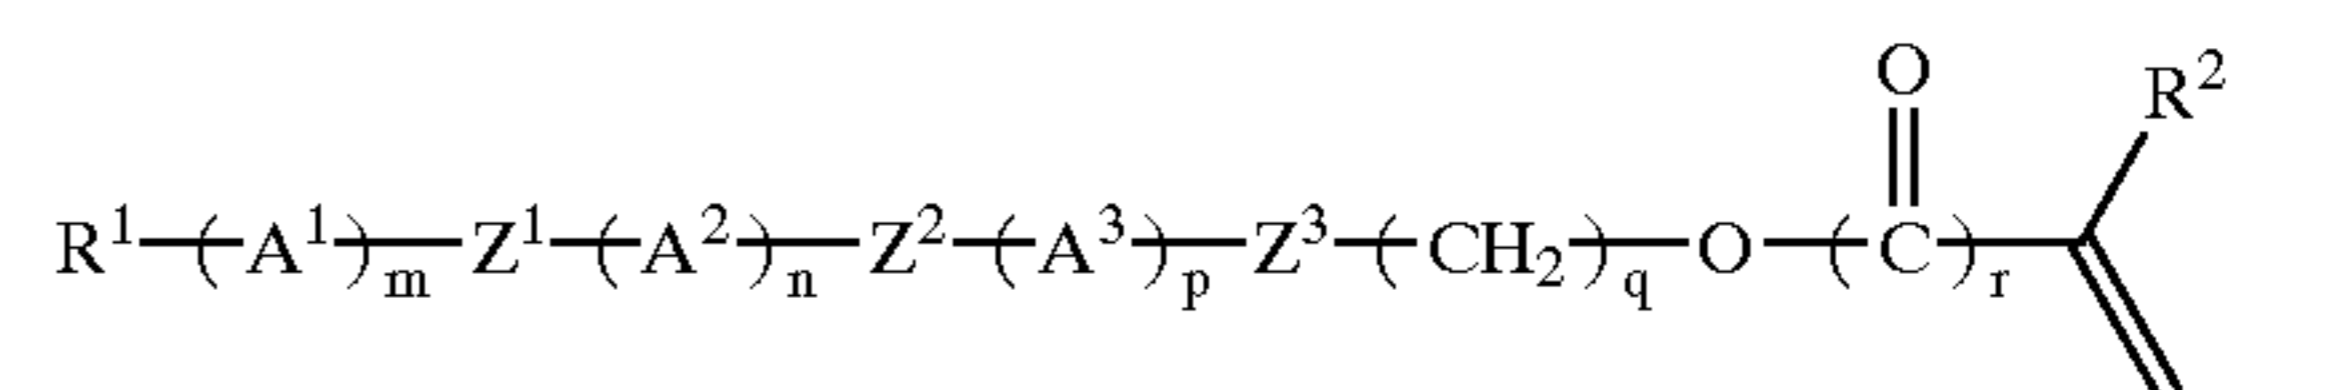 O
R²
R¹—(A¹)ₘ—Z¹—(A²)ₙ—Z²—(A³)ₚ—Z³—(CH₂)q—O—(C)ᵣ